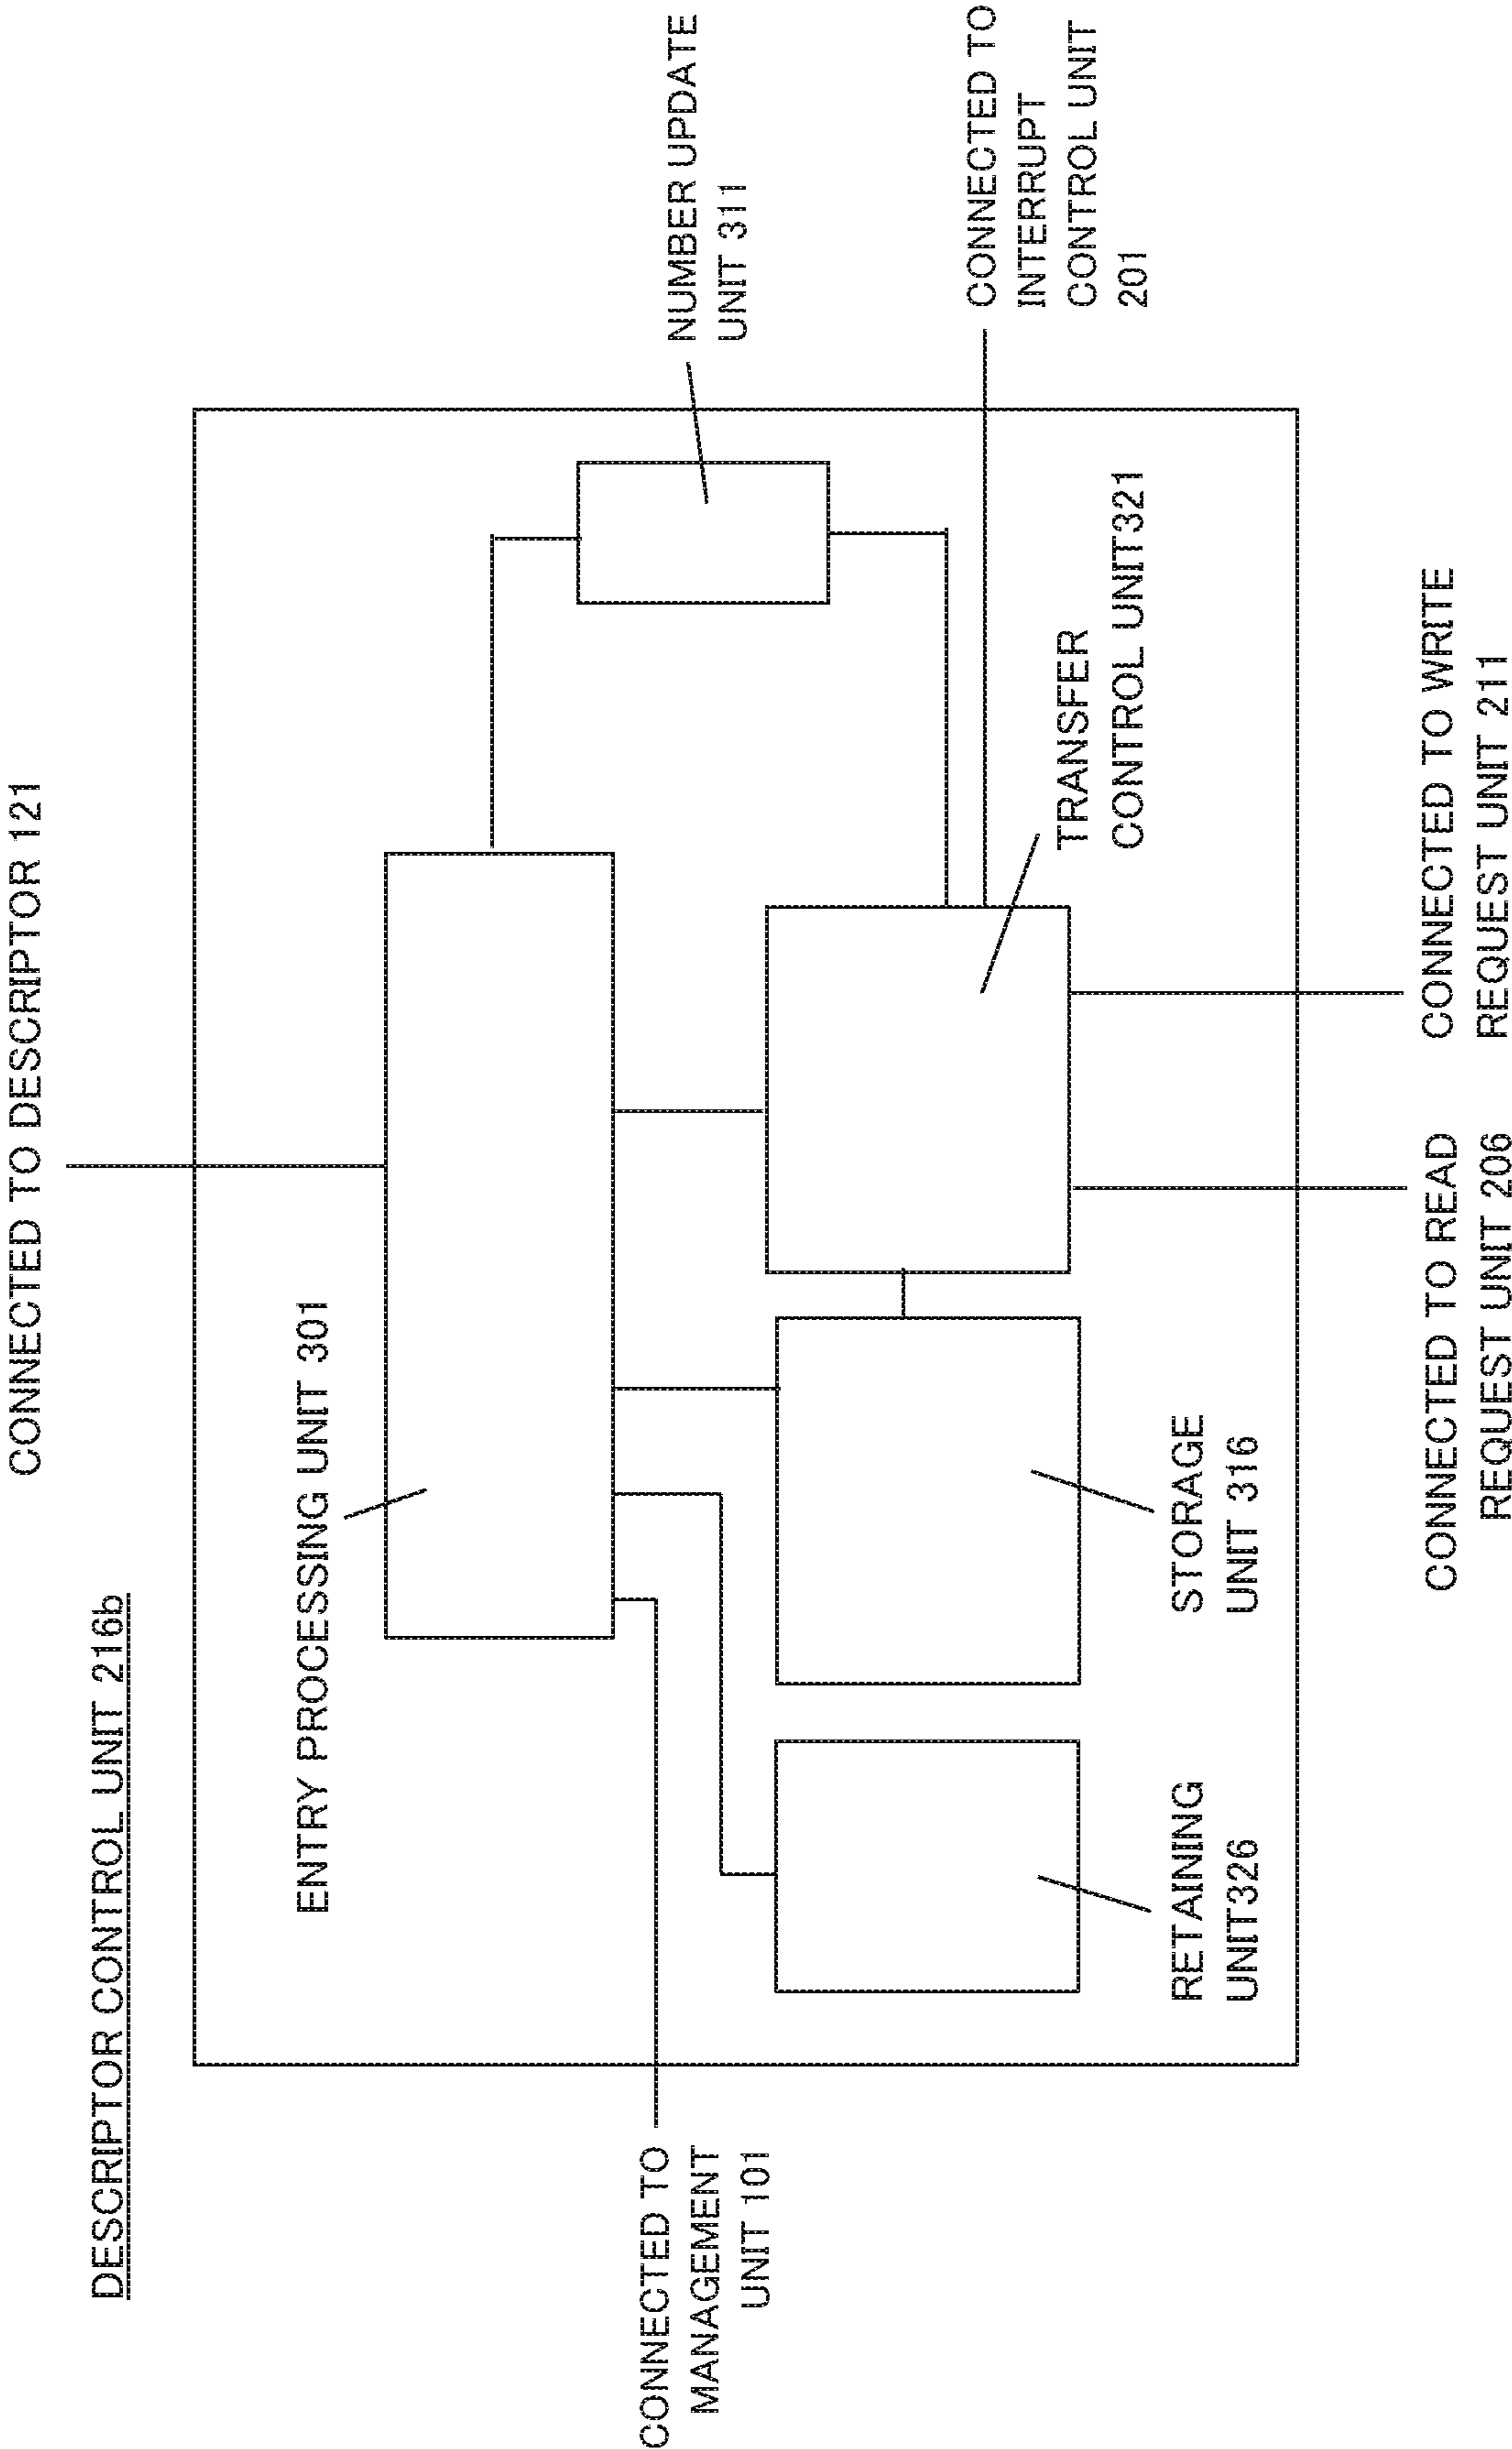 DESCRIPTOR CONTROL UNIT 216b
CONNECTED TO DESCRIPTOR 121
ENTRY PROCESSING UNIT 301
CONNECTED TO
MANAGEMENT
UNIT 101
NUMBER UPDATE
UNIT 311
RETAINING
UNIT326
STORAGE
UNIT 316
TRANSFER
CONTROL UNIT321
CONNECTED TO
INTERRUPT
CONTROL UNIT
201
CONNECTED TO READ
REQUEST UNIT 206
CONNECTED TO WRITE
REQUEST UNIT 211